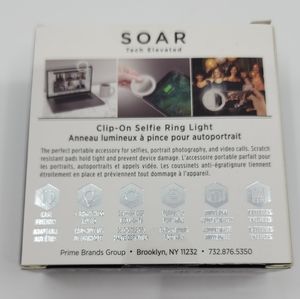 SOAR
Tech Elevated
Clip-On Selfie Ring Light
Anneau lumineux à pince pour autoportrait
The perfect portable accessory for selfies, portrait photography, and video calls. Scratch
resistant pads hold tight and prevent device damage. L'accessoire portable parfait pour
les portraits, autoportraits et appels vidéo. Les coussinets anti-égratignure tiennent
étroitement en place et préviennent tout dommage à l'appareil.
CASE
FRIENDLY
Prime Brands Group • Brooklyn, NY 11232 • 732.876.5350